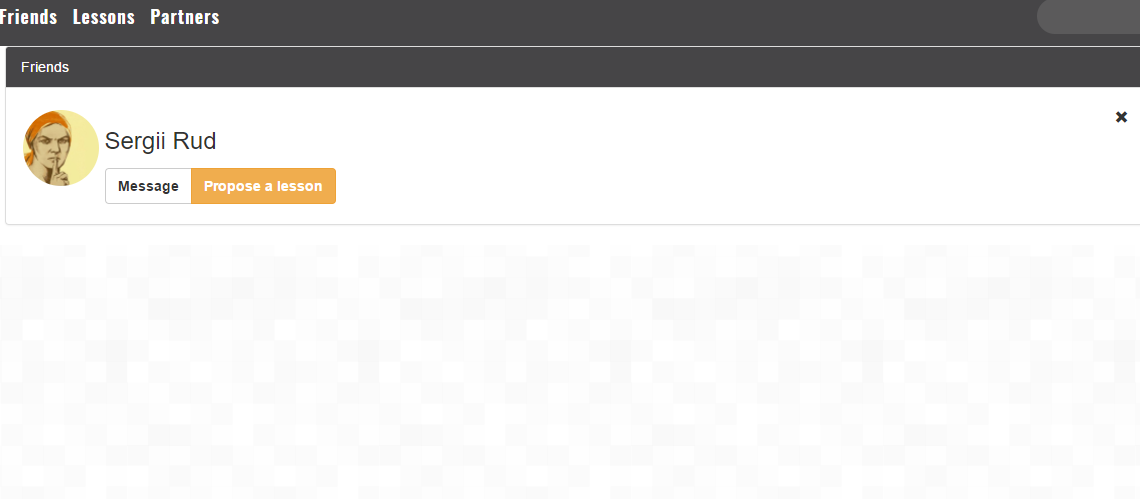 Friends Lessons Partners
Friends
Sergii Rud
Message Propose a lesson